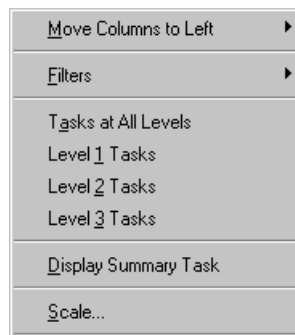 Move Columns to Left
Filters
Tasks at All Levels
Level 1 Tasks
Level 2 Tasks
Level 3 Tasks
Display Summary Task
Scale...